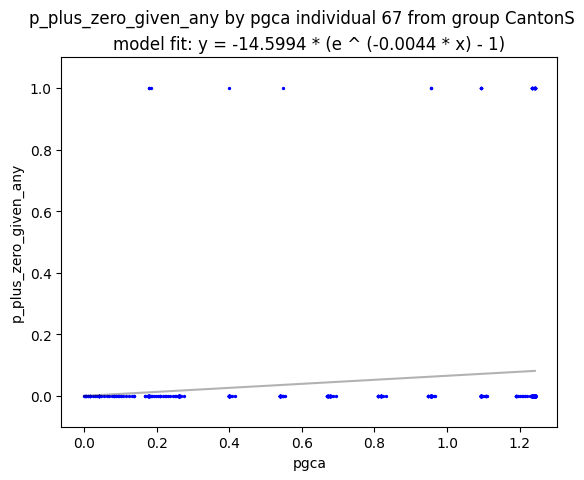 p_plus_zero_given_any by pgca individual 67 from group CantonS
model fit: y = -14.5994 * (e ^ (-0.0044 * x) - 1)
1.0
0.8
0.6
0.4
0.2
0.0
p_plus_zero_given_any
0.0 0.2 0.4 0.6 0.8 1.0 1.2
pgca